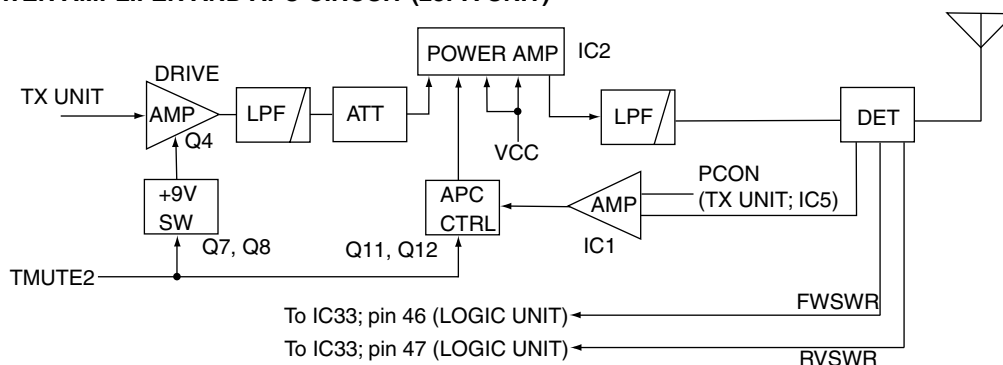 POWER AMP
IC2
DRIVE
TX UNIT
AMP
Q4
LPF
ATT
LPF
DET
VCC
+9V
SW
Q7, Q8
APC
CTRL
Q11, Q12
AMP
IC1
PCON
(TX UNIT; IC5)
TMUTE2
FWSWR
To IC33; pin 46 (LOGIC UNIT)
To IC33; pin 47 (LOGIC UNIT)
RVSWR